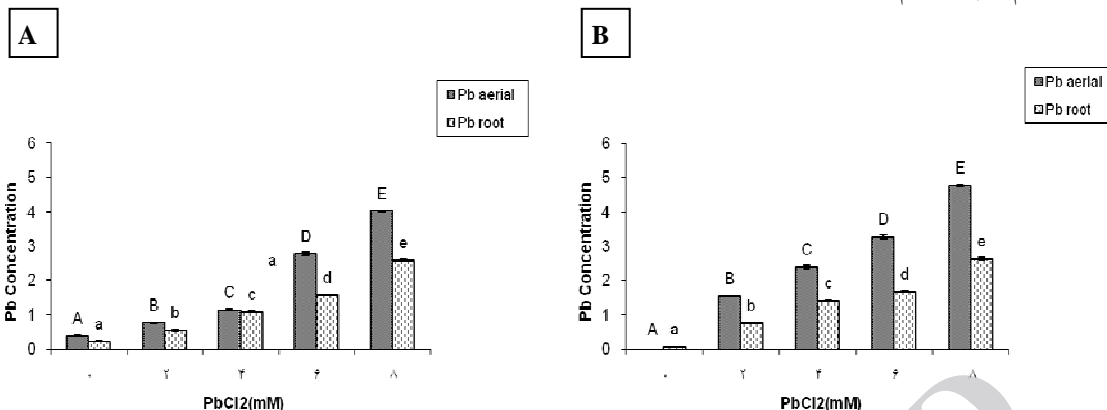 A
Pb aerial
Pb root
Pb Concentration
6
5
4
3
2
1
0
A
a
B
b
C
c
a
D
d
E
e
۰
۲
۴
۶
۸
PbCl2(mM)
B
Pb aerial
Pb root
Pb Concentration
6
5
4
3
2
1
0
A
a
B
b
C
c
D
d
E
e
۰
۲
۴
۶
۸
PbCl2(mM)